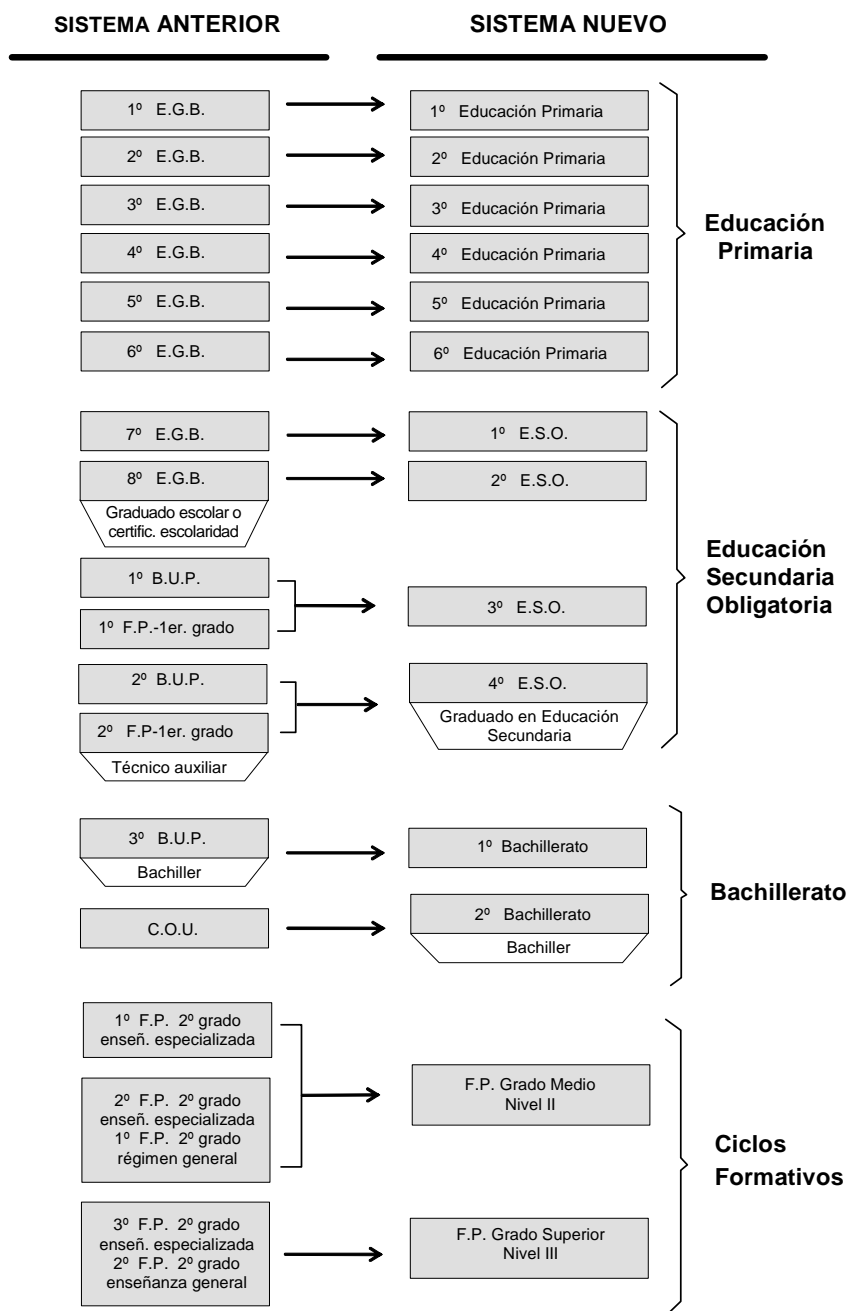 SISTEMA ANTERIOR
SISTEMA NUEVO
1º E.G.B.
1º Educación Primaria
2º E.G.B.
2º Educación Primaria
3º E.G.B.
3º Educación Primaria
4º E.G.B.
4º Educación Primaria
5º E.G.B.
5º Educación Primaria
6º E.G.B.
6º Educación Primaria
Educación
Primaria
7º E.G.B.
1º E.S.O.
8º E.G.B.
2º E.S.O.
Graduado escolar o
certific. escolaridad
1º B.U.P.
1º F.P.-1er. grado
3º E.S.O.
2º B.U.P.
2º F.P-1er. grado
Técnico auxiliar
4º E.S.O.
Graduado en Educación
Secundaria
Educación
Secundaria
Obligatoria
3º B.U.P.
Bachiller
1º Bachillerato
C.O.U.
2º Bachillerato
Bachiller
Bachillerato
1º F.P. 2º grado
enseñ. especializada
2º F.P. 2º grado
enseñ. especializada
1º F.P. 2º grado
régimen general
F.P. Grado Medio
Nivel II
3º F.P. 2º grado
enseñ. especializada
2º F.P. 2º grado
enseñanza general
F.P. Grado Superior
Nivel III
Ciclos
Formativos